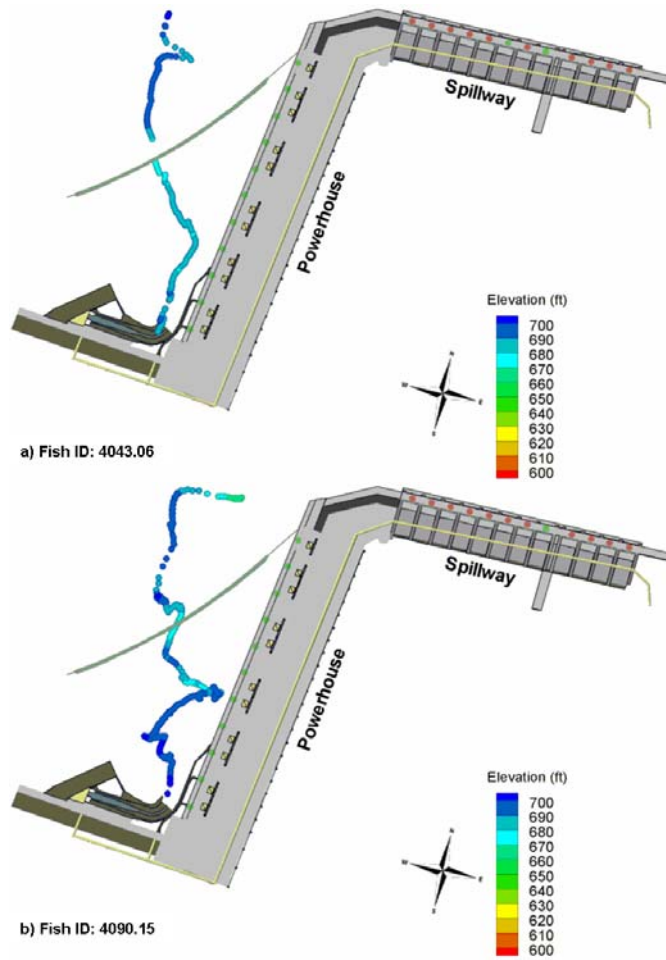 Spillway
Powerhouse
Elevation (ft)
700
690
680
670
660
650
640
630
620
610
600
N
W
E
S
a) Fish ID: 4043.06
Spillway
Powerhouse
Elevation (ft)
700
690
680
670
660
650
640
630
620
610
600
N
W
E
S
b) Fish ID: 4090.15